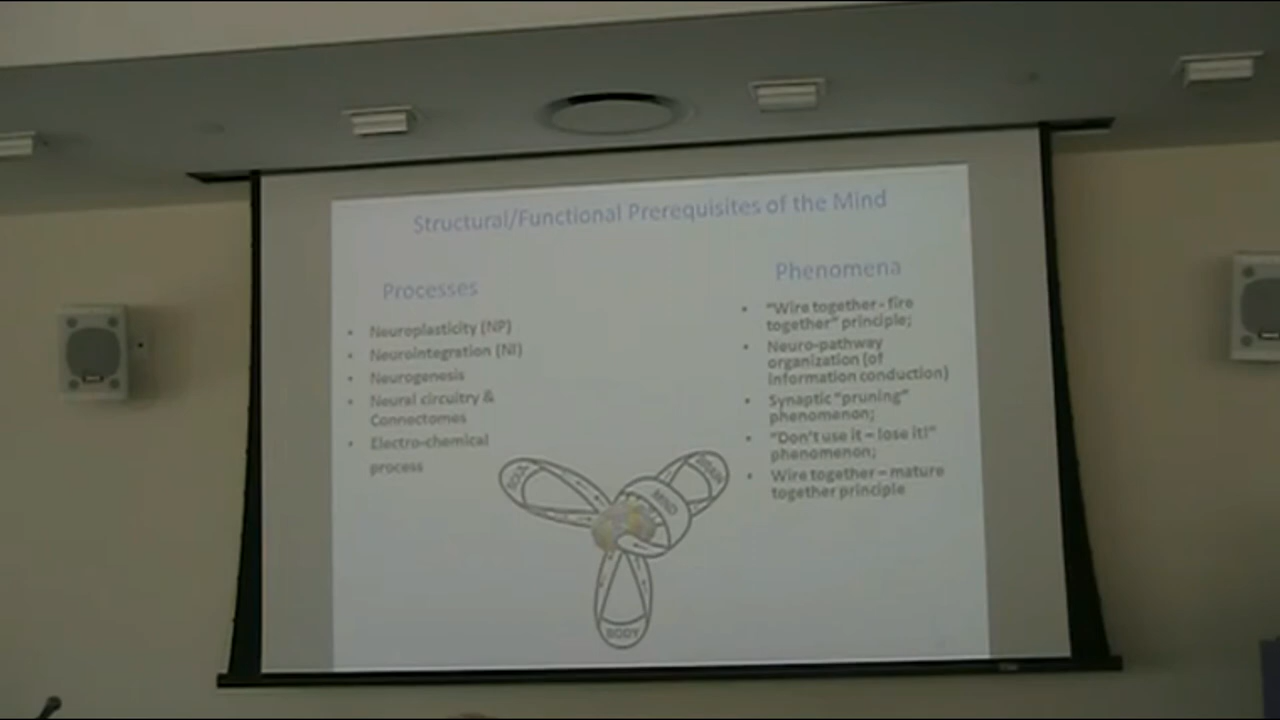 Structural/Functional Prerequisites of the Mind
Processes
• Neuroplasticity (NP)
• Neurointegration (NI)
• Neurogenesis
• Neural circuitry &
Connectomes
• Electro-chemical
process
Phenomena
• "Wire together - fire
together" principle;
• Neuro-pathway
organization (of
information conduction)
• Synaptic "pruning"
phenomenon;
• "Don't use it – lose it!"
phenomenon;
• Wire together – mature
together principle
SOUL
MIND
BRAIN
BODY